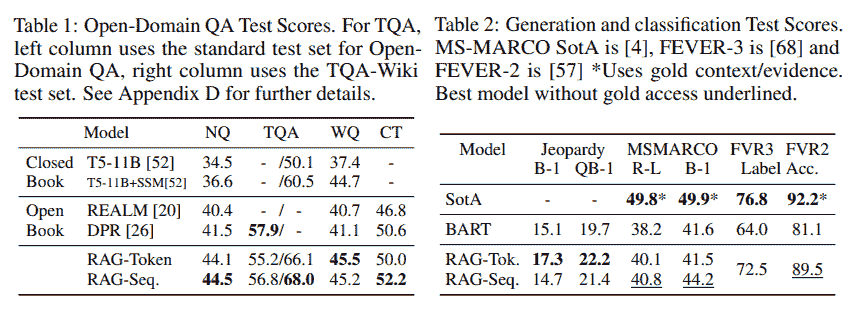 Table 1: Open-Domain QA Test Scores. For TQA,
left column uses the standard test set for Open-
Domain QA, right column uses the TQA-Wiki
test set. See Appendix D for further details.
Model NQ TQA WQ CT
Closed T5-11B [52] 34.5 - /50.1 37.4 -
Book T5-11B+SSM[52] 36.6 - /60.5 44.7 -
Open REALM [20] 40.4 - / - 40.7 46.8
Book DPR [26] 41.5 57.9/ - 41.1 50.6
RAG-Token 44.1 55.2/66.1 45.5 50.0
RAG-Seq. 44.5 56.8/68.0 45.2 52.2
Table 2: Generation and classification Test Scores.
MS-MARCO SotA is [4], FEVER-3 is [68] and
FEVER-2 is [57] *Uses gold context/evidence.
Best model without gold access underlined.
Model Jeopardy MSMARCO FVR3 FVR2
B-1 QB-1 R-L B-1 Label Acc.
SotA - - 49.8* 49.9* 76.8 92.2*
BART 15.1 19.7 38.2 41.6 64.0 81.1
RAG-Tok. 17.3 22.2 40.1 41.5
72.5 89.5
RAG-Seq. 14.7 21.4 40.8 44.2